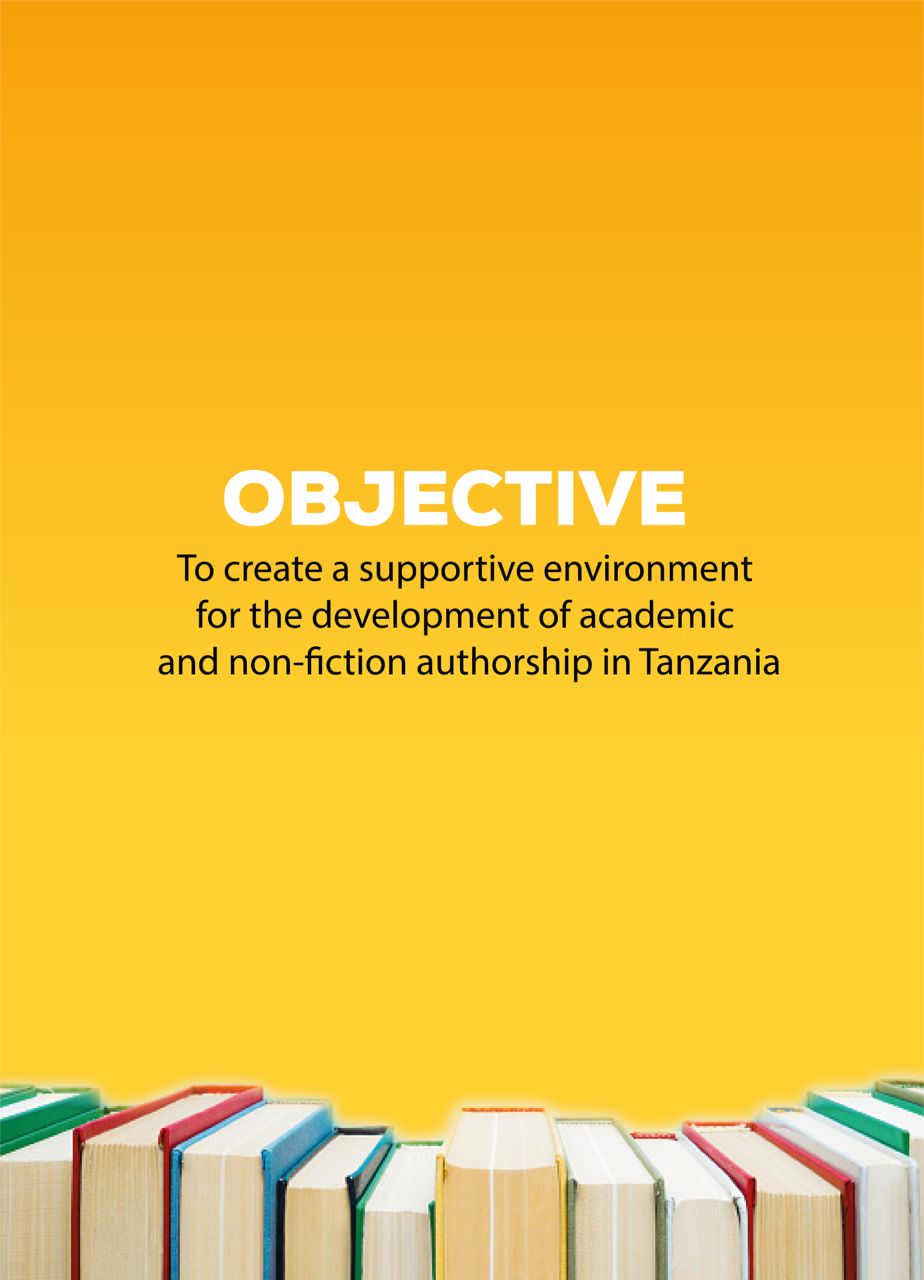 OBJECTIVE
To create a supportive environment
for the development of academic
and non-fiction authorship in Tanzania